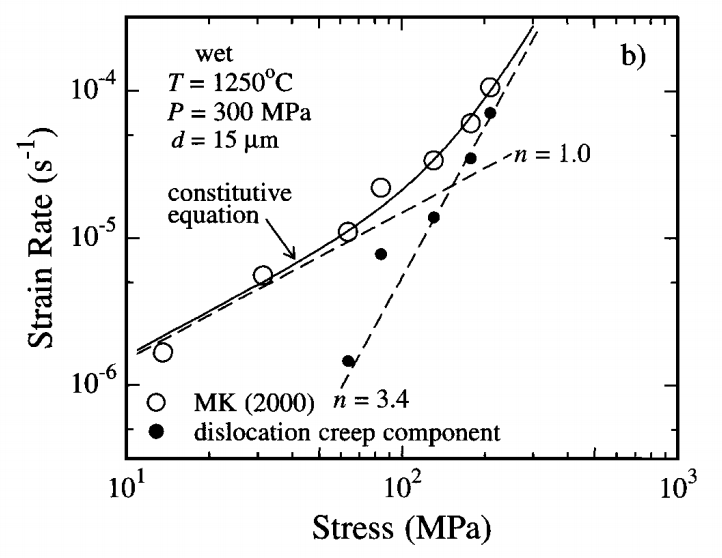 b)
wet
T = 1250°C
P = 300 MPa
d = 15 μm
constitutive
equation
n = 1.0
n = 3.4
MK (2000)
dislocation creep component
Strain Rate (s⁻¹)
10⁻⁴
10⁻⁵
10⁻⁶
10¹
10²
10³
Stress (MPa)